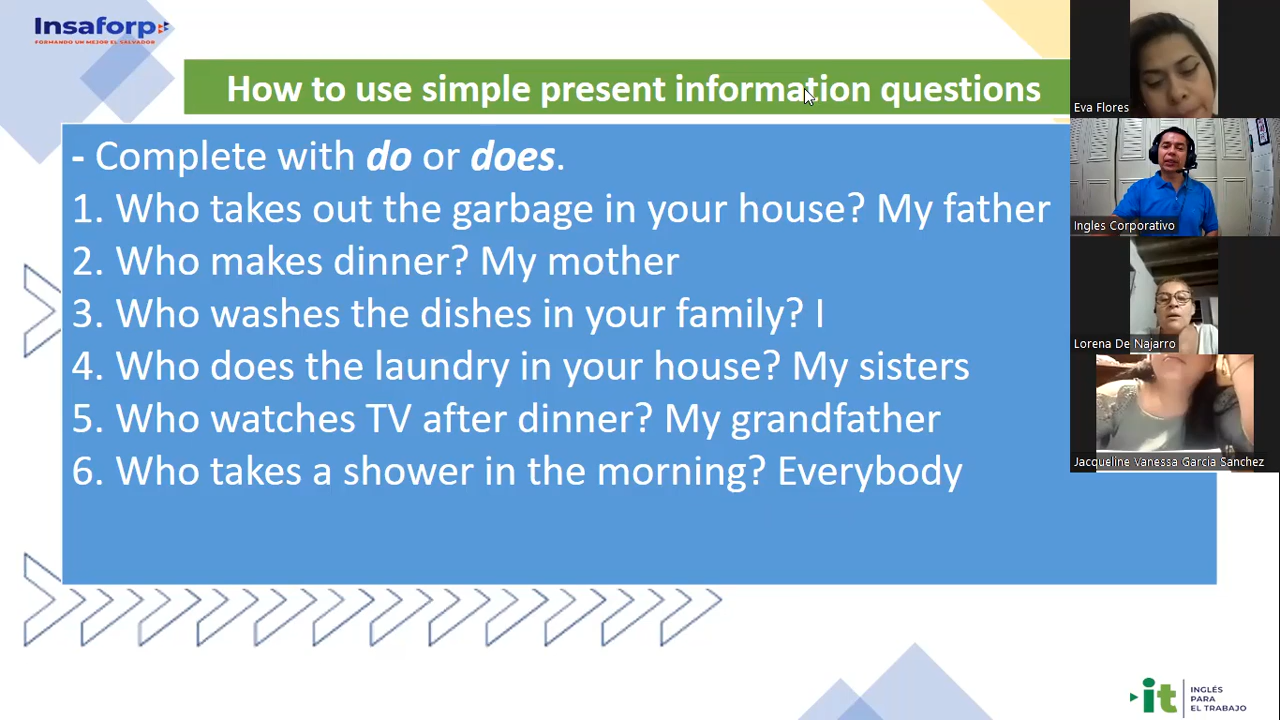 Insaforp
FORMANDO UN MEJOR EL SALVADOR
How to use simple present information questions
- Complete with do or does.
1. Who takes out the garbage in your house? My father
2. Who makes dinner? My mother
3. Who washes the dishes in your family? I
4. Who does the laundry in your house? My sisters
5. Who watches TV after dinner? My grandfather
6. Who takes a shower in the morning? Everybody
Eva Flores
Ingles Corporativo
Lorena De Najarro
Jacqueline Vanessa Garcia Sanchez
it
INGLÉS
PARA
EL TRABAJO